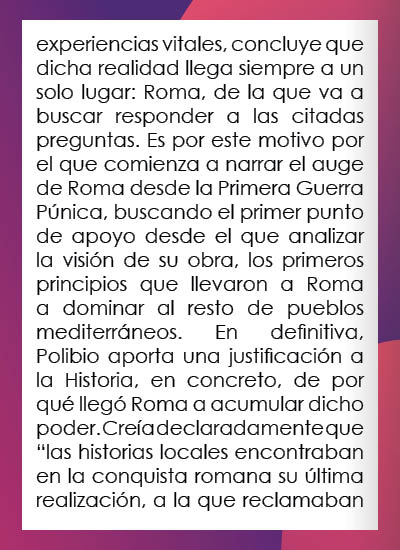 experiencias vitales, concluye que
dicha realidad llega siempre a un
solo lugar: Roma, de la que va a
buscar responder a las citadas
preguntas. Es por este motivo por
el que comienza a narrar el auge
de Roma desde la Primera Guerra
Púnica, buscando el primer punto
de apoyo desde el que analizar
la visión de su obra, los primeros
principios que llevaron a Roma
a dominar al resto de pueblos
mediterráneos. En definitiva,
Polibio aporta una justificación a
la Historia, en concreto, de por
qué llegó Roma a acumular dicho
poder. Creía declaradamente que
“las historias locales encontraban
en la conquista romana su última
realización, a la que reclamaban